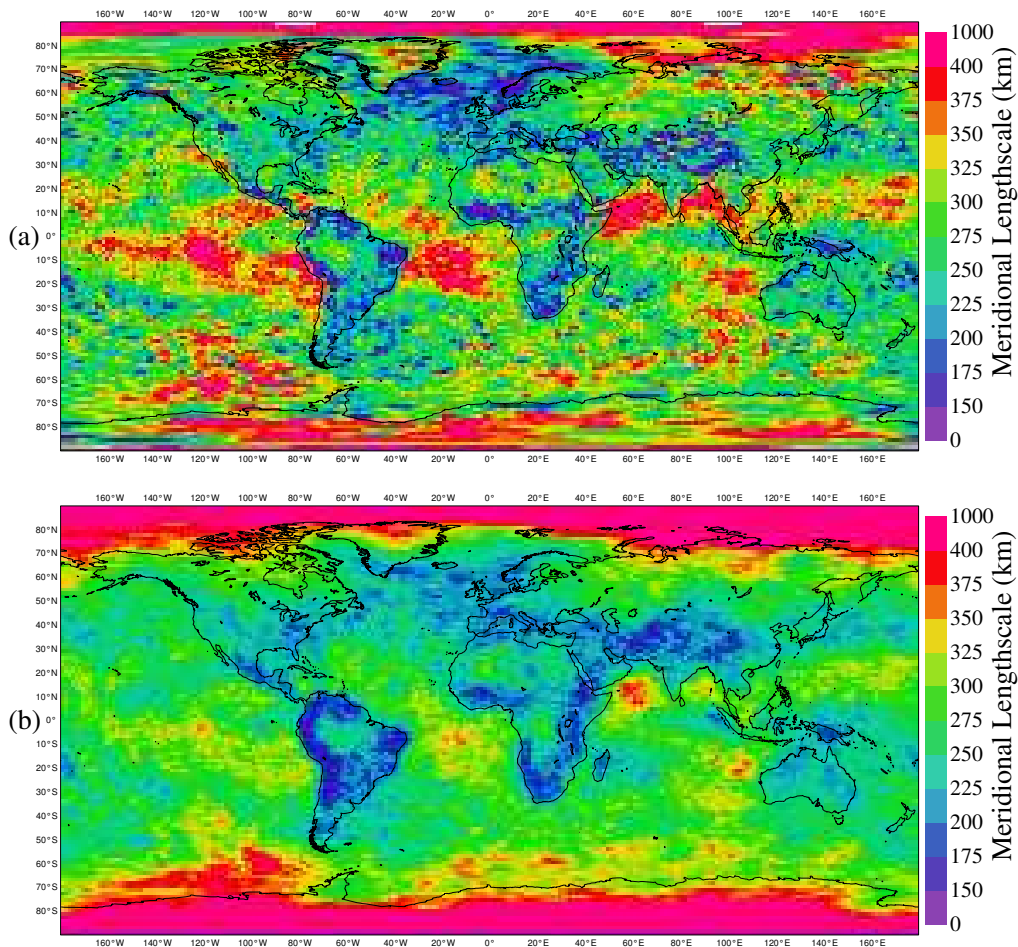 160°W 140°W 120°W 100°W 80°W 60°W 40°W 20°W 0° 20°E 40°E 60°E 80°E 100°E 120°E 140°E 160°E
80°N
70°N
60°N
50°N
40°N
30°N
20°N
10°N
0°
10°S
20°S
30°S
40°S
50°S
60°S
70°S
80°S
(a)
160°W 140°W 120°W 100°W 80°W 60°W 40°W 20°W 0° 20°E 40°E 60°E 80°E 100°E 120°E 140°E 160°E
1000
400
375
350
325
300
275
250
225
200
175
150
0
Meridional Lengthscale (km)
160°W 140°W 120°W 100°W 80°W 60°W 40°W 20°W 0° 20°E 40°E 60°E 80°E 100°E 120°E 140°E 160°E
80°N
70°N
60°N
50°N
40°N
30°N
20°N
10°N
0°
10°S
20°S
30°S
40°S
50°S
60°S
70°S
80°S
(b)
160°W 140°W 120°W 100°W 80°W 60°W 40°W 20°W 0° 20°E 40°E 60°E 80°E 100°E 120°E 140°E 160°E
1000
400
375
350
325
300
275
250
225
200
175
150
0
Meridional Lengthscale (km)